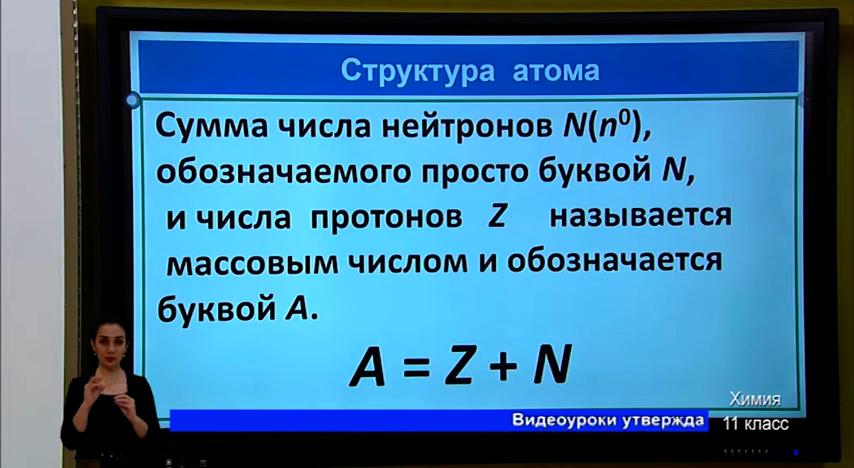 Структура атома
Сумма числа нейтронов N(n⁰),
обозначаемого просто буквой N,
и числа протонов Z называется
массовым числом и обозначается
буквой A.
A = Z + N
Видеоуроки утвержда
Химия
11 класс